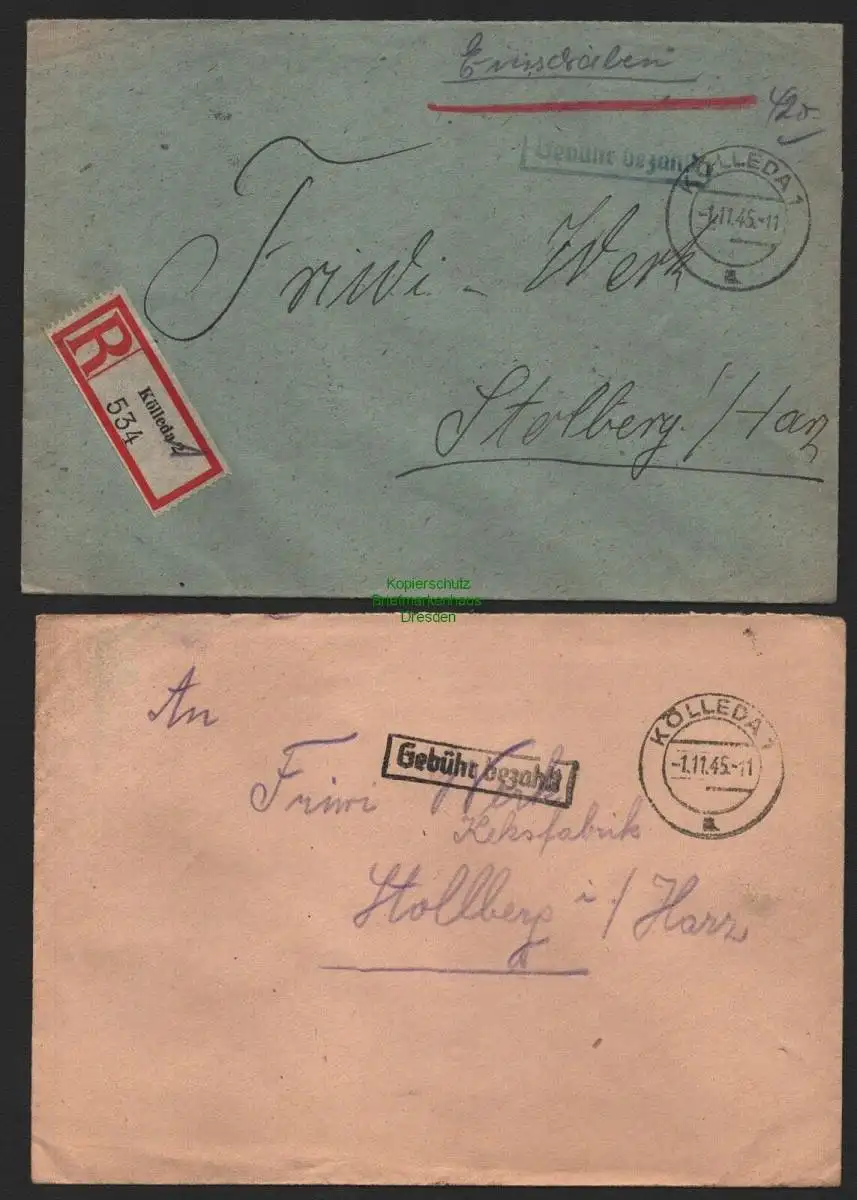 Einschreiben
420
Gebühr bezahlt
KÖLLEDA 1
-1.11.45.-11
a
Friwi - Werk
Stolberg / Harz
R
Kölleda 2
534
Kopierschutz
Briefmarkenhaus
Dresden
An
KÖLLEDA 1
-1.11.45.-11
a
Gebühr bezahlt
Friwi Werk
Keksfabrik
Stollberg i / Harz